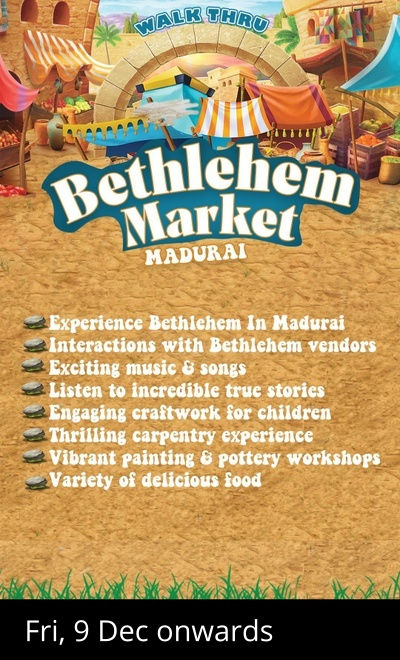 WALK THRU
Bethlehem
Market
MADURAI
Experience Bethlehem In Madurai
Interactions with Bethlehem vendors
Exciting music & songs
Listen to incredible true stories
Engaging craftwork for children
Thrilling carpentry experience
Vibrant painting & pottery workshops
Variety of delicious food
Fri, 9 Dec onwards